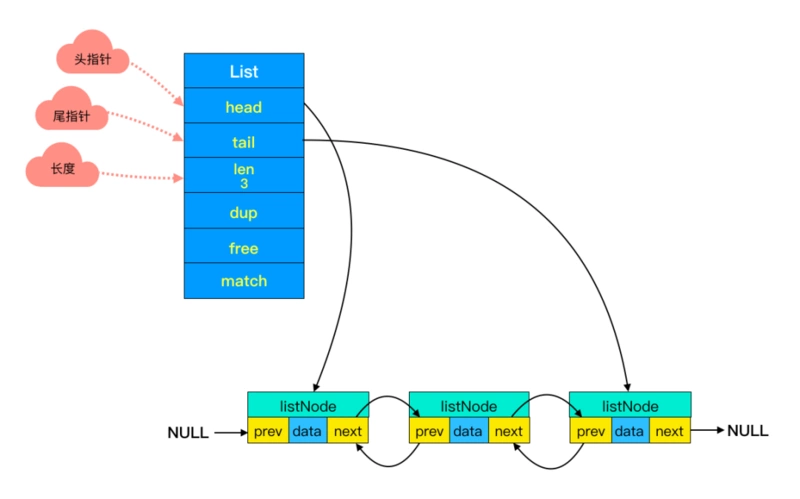 头指针
尾指针
长度
List
head
tail
len
3
dup
free
match
listNode listNode listNode
NULL prev data next prev data next prev data next NULL